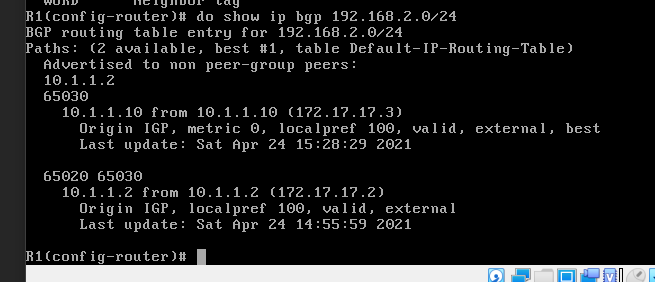 WORD Neighbor tag
R1(config-router)# do show ip bgp 192.168.2.0/24
BGP routing table entry for 192.168.2.0/24
Paths: (2 available, best #1, table Default-IP-Routing-Table)
Advertised to non peer-group peers:
10.1.1.2
65030
10.1.1.10 from 10.1.1.10 (172.17.17.3)
Origin IGP, metric 0, localpref 100, valid, external, best
Last update: Sat Apr 24 15:28:29 2021
65020 65030
10.1.1.2 from 10.1.1.2 (172.17.17.2)
Origin IGP, localpref 100, valid, external
Last update: Sat Apr 24 14:55:59 2021
R1(config-router)#